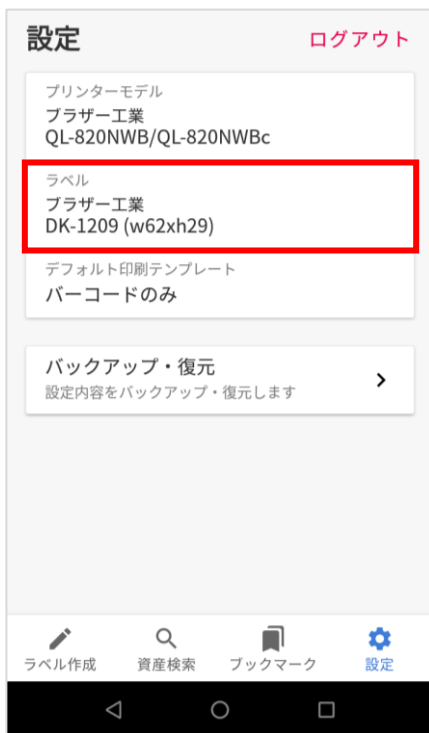 設定
ログアウト
プリンターモデル
ブラザー工業
QL-820NWB/QL-820NWBc
ラベル
ブラザー工業
DK-1209 (w62xh29)
デフォルト印刷テンプレート
バーコードのみ
バックアップ・復元
設定内容をバックアップ・復元します
ラベル作成
資産検索
ブックマーク
設定